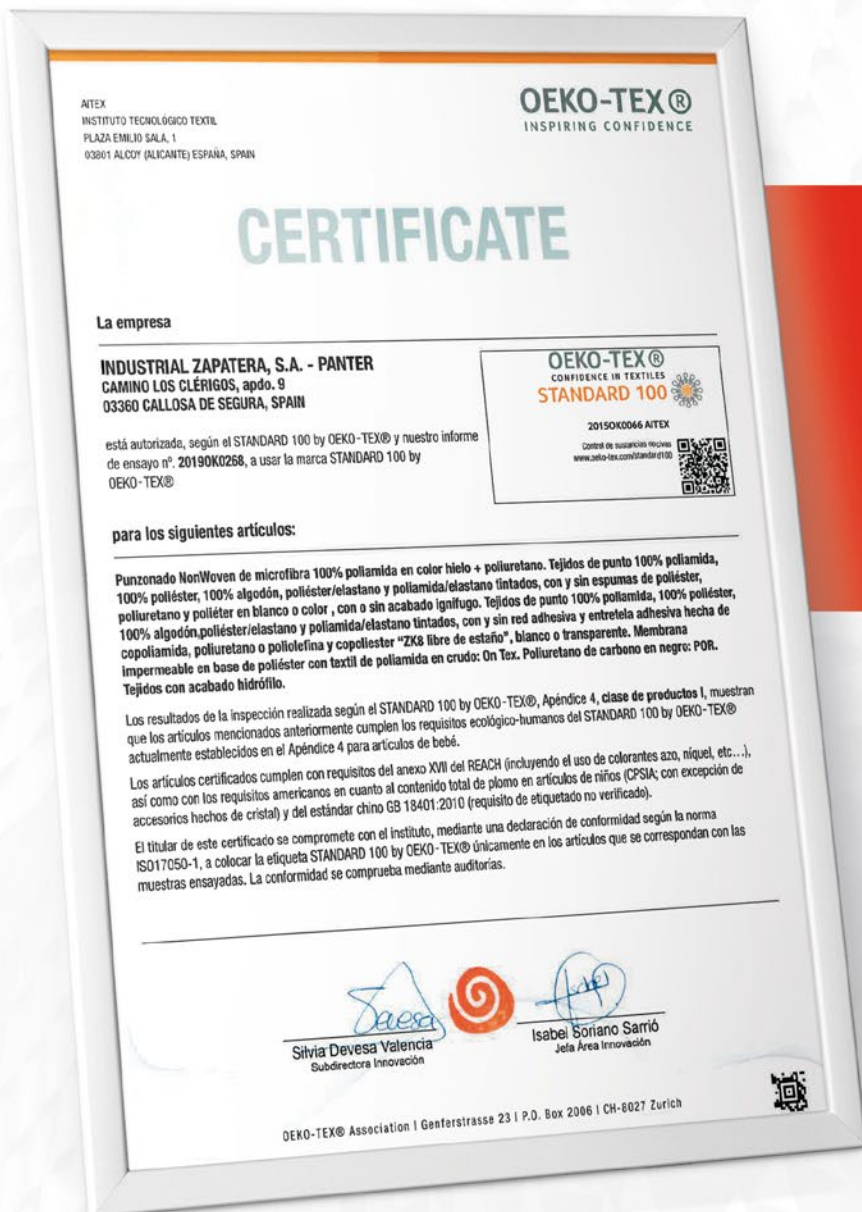 AITEX
INSTITUTO TECNOLÓGICO TEXTIL
PLAZA EMILIO SALA, 1
03801 ALCOY (ALICANTE) ESPAÑA, SPAIN
OEKO-TEX®
INSPIRING CONFIDENCE
CERTIFICATE
La empresa
INDUSTRIAL ZAPATERA, S.A. - PANTER
CAMINO LOS CLÉRIGOS, apdo. 9
03360 CALLOSA DE SEGURA, SPAIN
está autorizada, según el STANDARD 100 by OEKO-TEX® y nuestro informe
de ensayo nº. 2019OK0268, a usar la marca STANDARD 100 by
OEKO-TEX®
OEKO-TEX®
CONFIDENCE IN TEXTILES
STANDARD 100
2015OK0066 AITEX
Control de sustancias nocivas
www.oeko-tex.com/standard100
para los siguientes artículos:
Punzonado NonWoven de microfibra 100% poliamida en color hielo + poliuretano. Tejidos de punto 100% poliamida,
100% poliéster, 100% algodón, poliéster/elastano y poliamida/elastano tintados, con y sin espumas de poliéster,
poliuretano y poliéter en blanco o color , con o sin acabado ignífugo. Tejidos de punto 100% poliamida, 100% poliéster,
100% algodón,poliéster/elastano y poliamida/elastano tintados, con y sin red adhesiva y entretela adhesiva hecha de
copoliamida, poliuretano o poliolefina y copoliester "ZK8 libre de estaño", blanco o transparente. Membrana
impermeable en base de poliéster con textil de poliamida en crudo: On Tex. Poliuretano de carbono en negro: POR.
Tejidos con acabado hidrófilo.
Los resultados de la inspección realizada según el STANDARD 100 by OEKO-TEX®, Apéndice 4, clase de productos I, muestran
que los artículos mencionados anteriormente cumplen los requisitos ecológico-humanos del STANDARD 100 by OEKO-TEX®
actualmente establecidos en el Apéndice 4 para artículos de bebé.
Los artículos certificados cumplen con requisitos del anexo XVII del REACH (incluyendo el uso de colorantes azo, níquel, etc...),
así como con los requisitos americanos en cuanto al contenido total de plomo en artículos de niños (CPSIA; con excepción de
accesorios hechos de cristal) y del estándar chino GB 18401:2010 (requisito de etiquetado no verificado).
El titular de este certificado se compromete con el instituto, mediante una declaración de conformidad según la norma
ISO17050-1, a colocar la etiqueta STANDARD 100 by OEKO-TEX® únicamente en los artículos que se correspondan con las
muestras ensayadas. La conformidad se comprueba mediante auditorías.
Devesa
Isabel
Silvia Devesa Valencia
Subdirectora Innovación
Isabel Soriano Sarrió
Jefa Área Innovación
OEKO-TEX® Association | Genferstrasse 23 | P.O. Box 2006 | CH-8027 Zurich